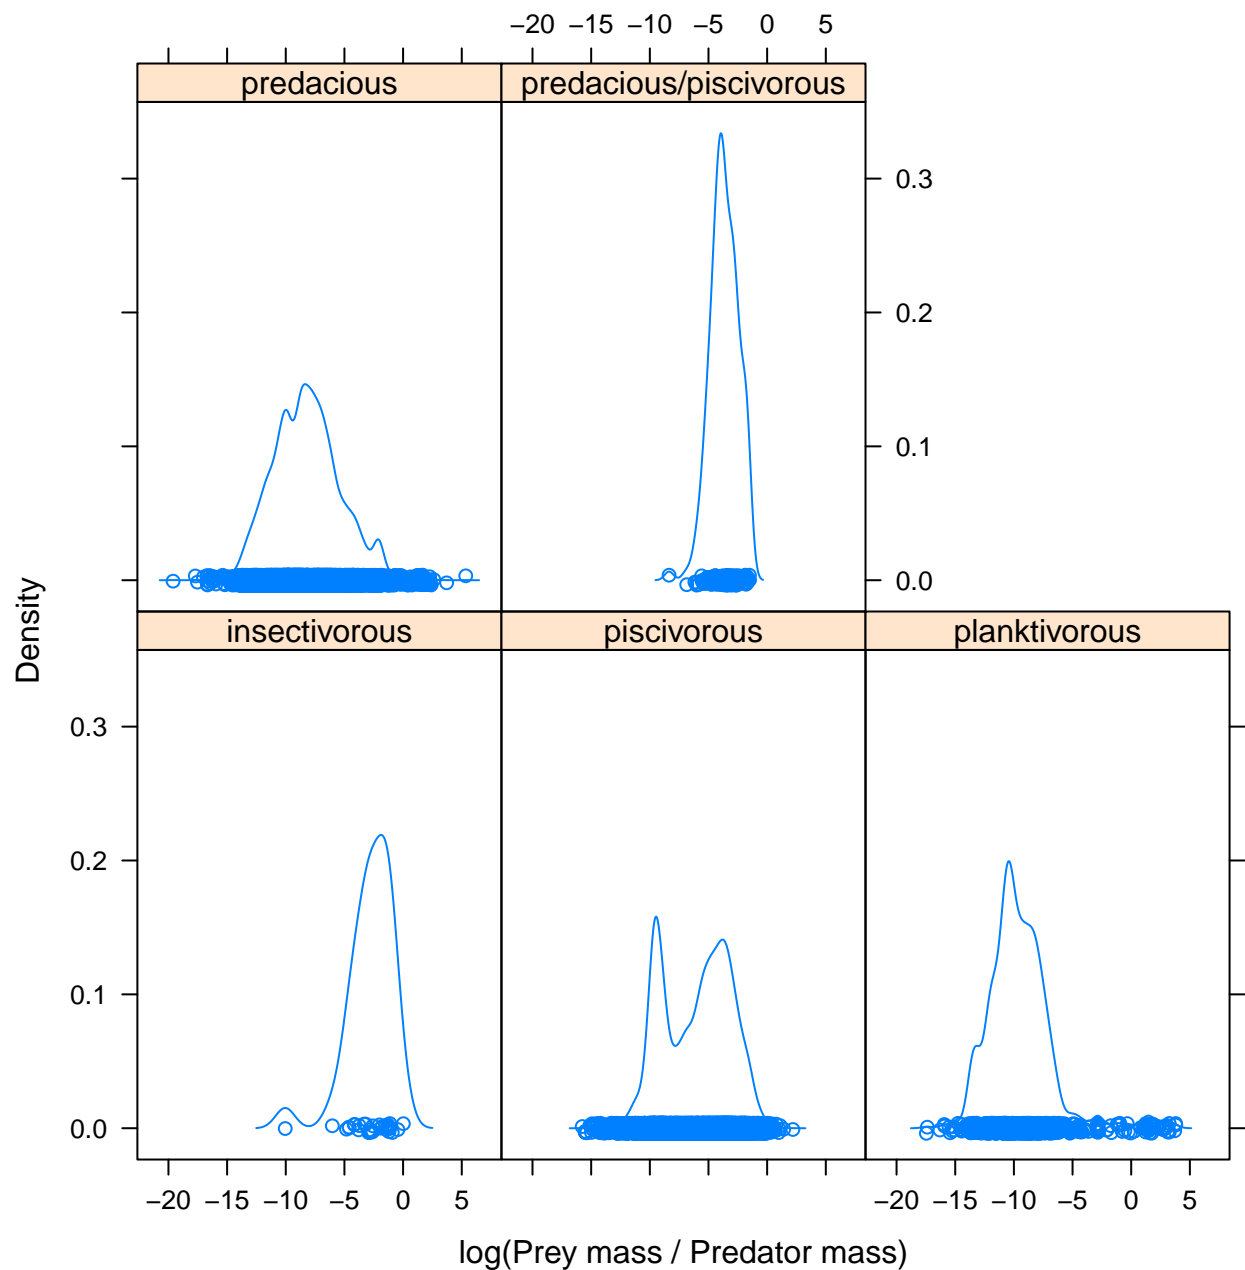 −20 −15 −10 −5 0 5
predacious predacious/piscivorous
0.3
0.2
0.1
0.0
Density
insectivorous piscivorous planktivorous
0.3
0.2
0.1
0.0
−20 −15 −10 −5 0 5 −20 −15 −10 −5 0 5
log(Prey mass / Predator mass)